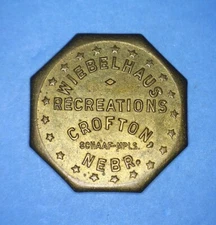 WIEBELHAUS
RECREATIONS
CROFTON,
SCHAAF-MPLS.
NEBR.